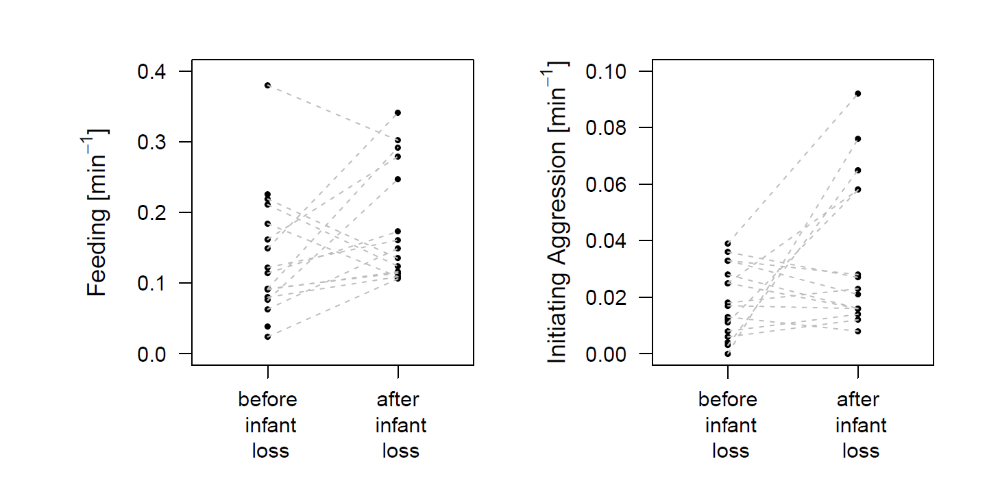 Feeding [min⁻¹]
0.4
0.3
0.2
0.1
0.0
before
infant
loss
after
infant
loss
Initiating Aggression [min⁻¹]
0.10
0.08
0.06
0.04
0.02
0.00
before
infant
loss
after
infant
loss